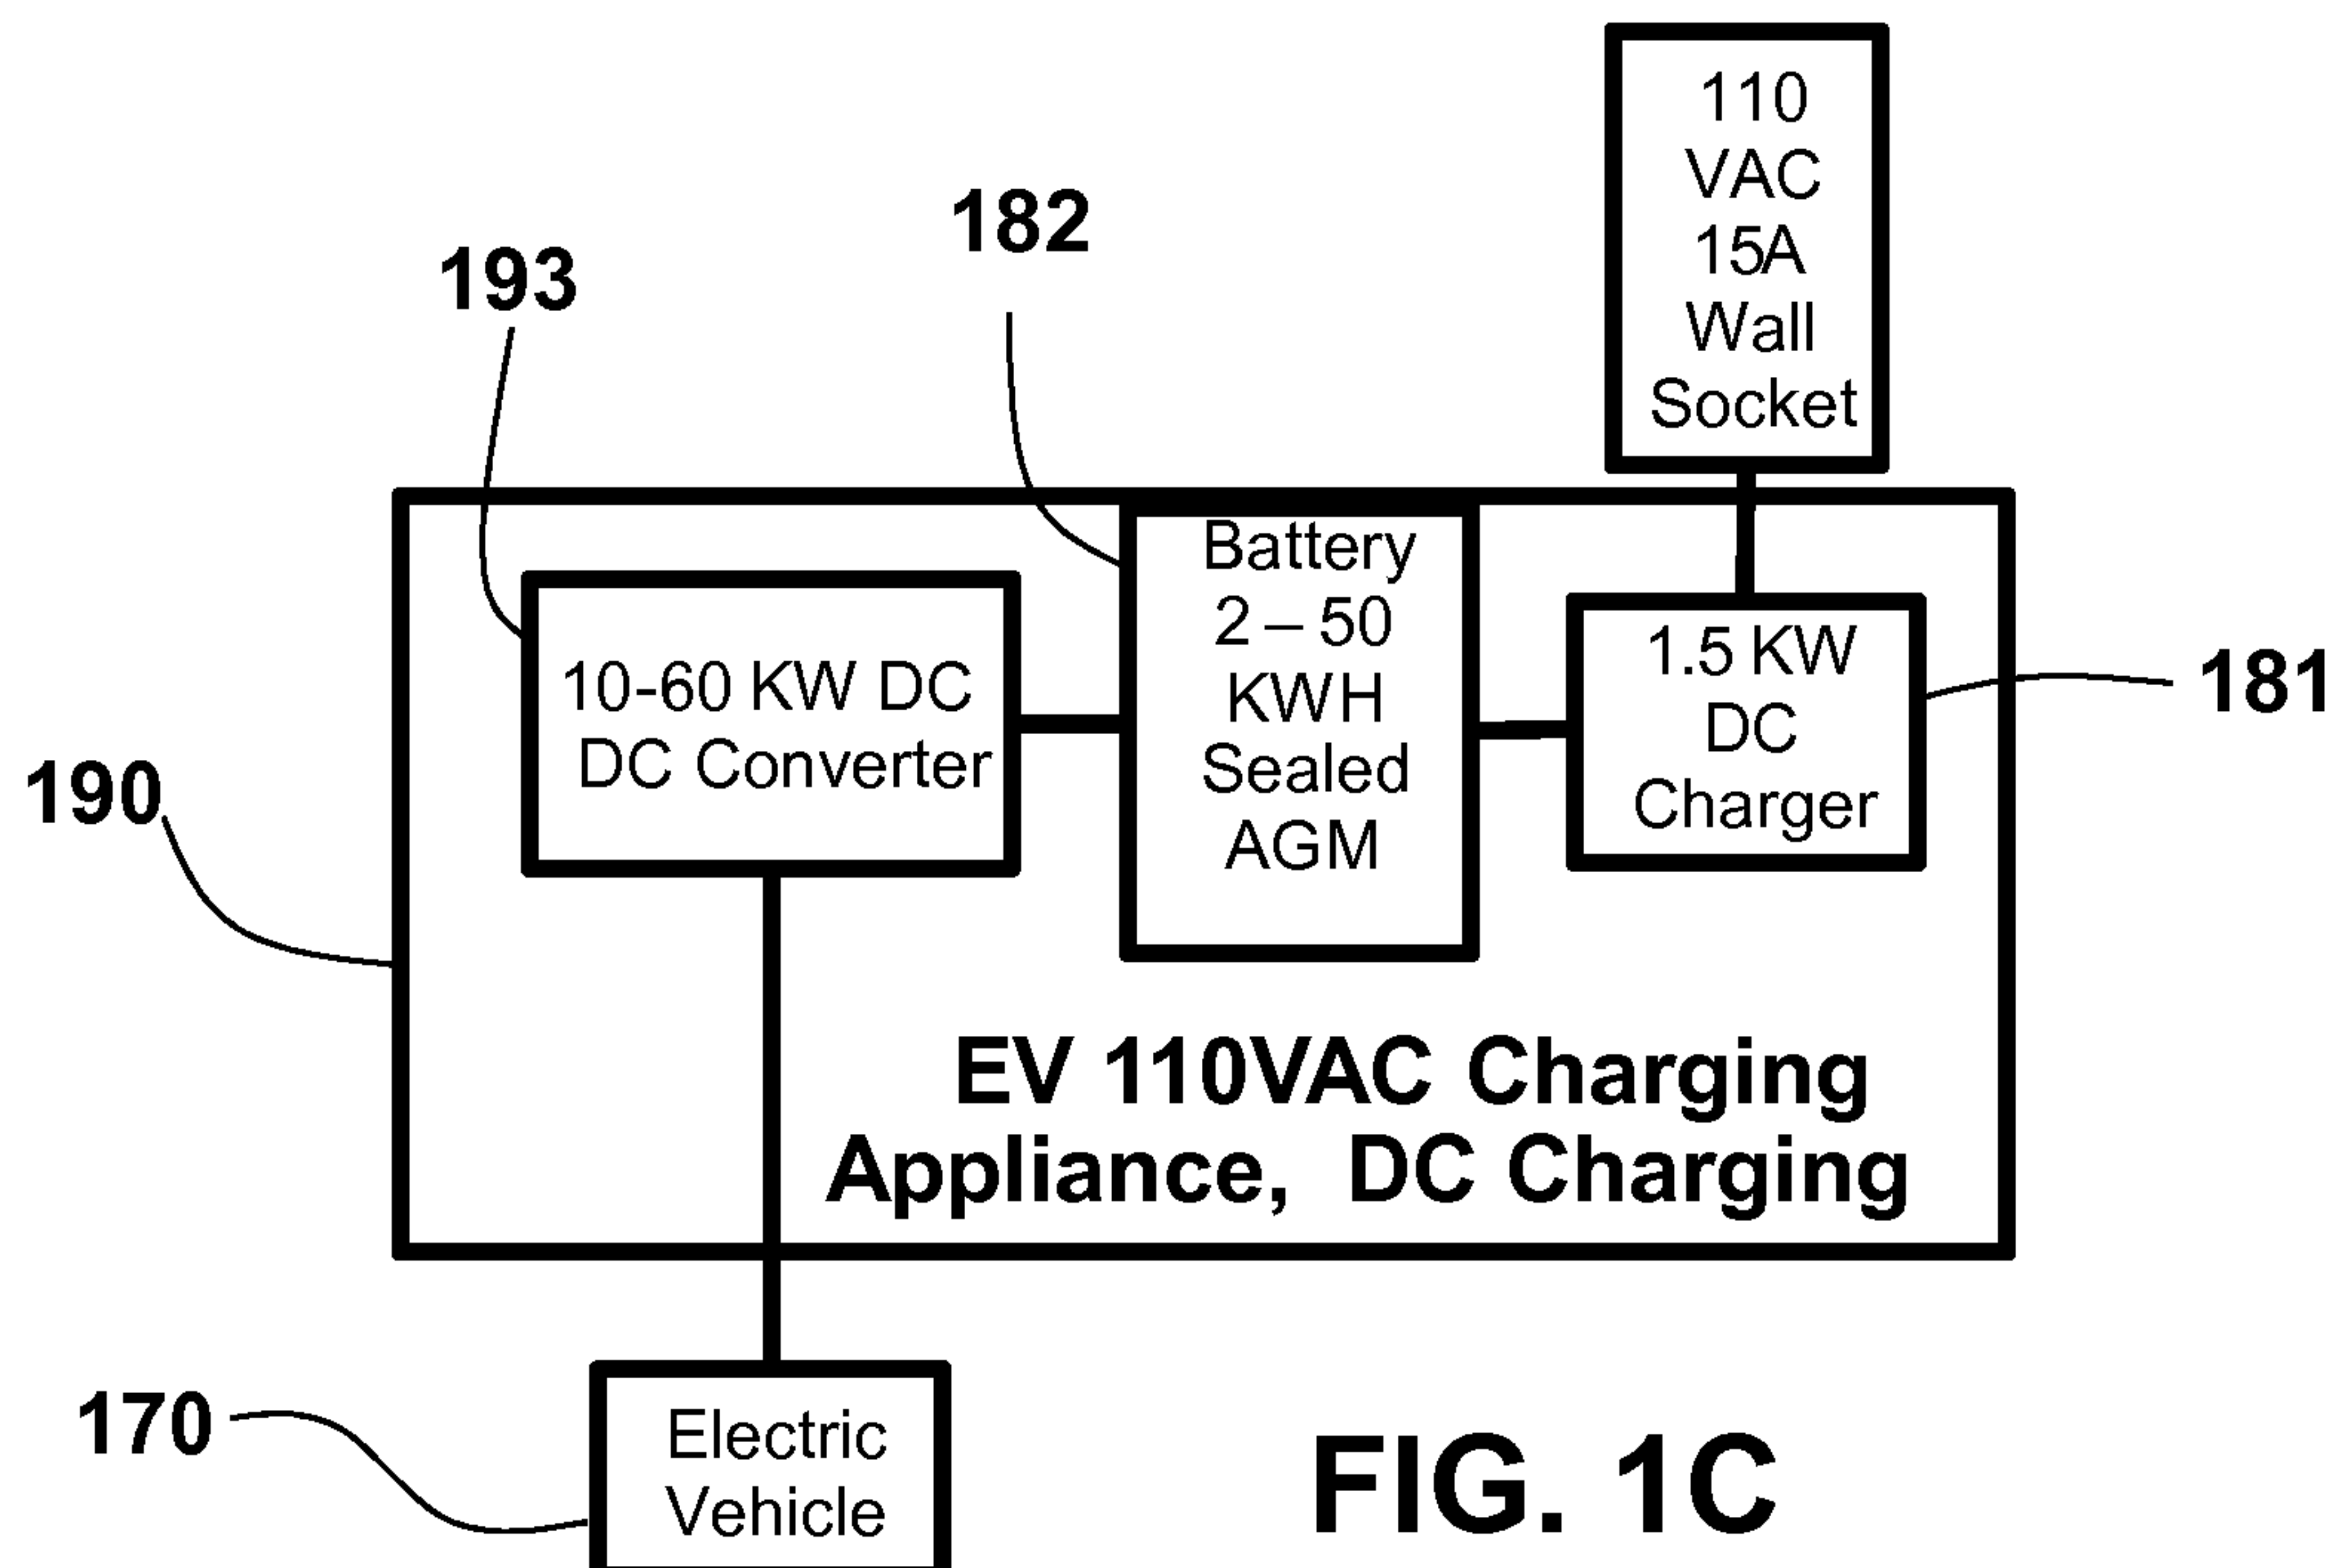 110
VAC
15A
Wall
Socket
182
193
Battery
2 – 50
KWH
Sealed
AGM
10-60 KW DC
DC Converter
1.5 KW
DC
Charger
181
190
EV 110VAC Charging
Appliance, DC Charging
170
Electric
Vehicle
FIG. 1C